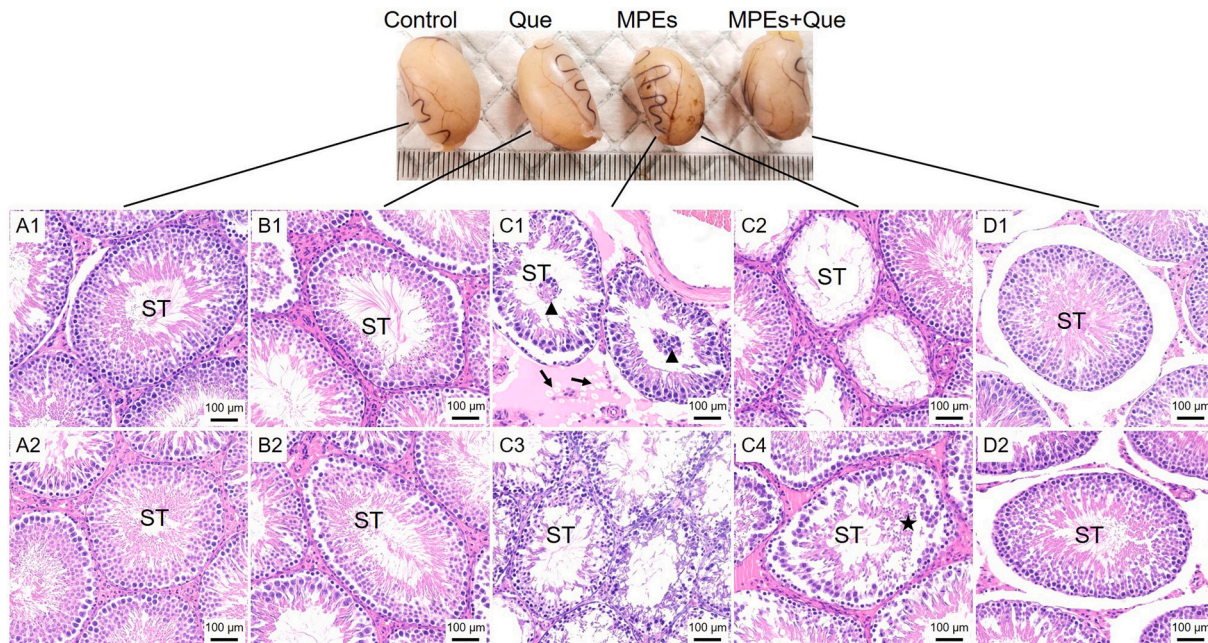 Control Que MPEs MPEs+Que
A1 B1 C1 C2 D1
ST ST ST ST ST
100 µm 100 µm 100 µm 100 µm 100 µm
A2 B2 C3 C4 D2
ST ST ST ST ST
100 µm 100 µm 100 µm 100 µm 100 µm